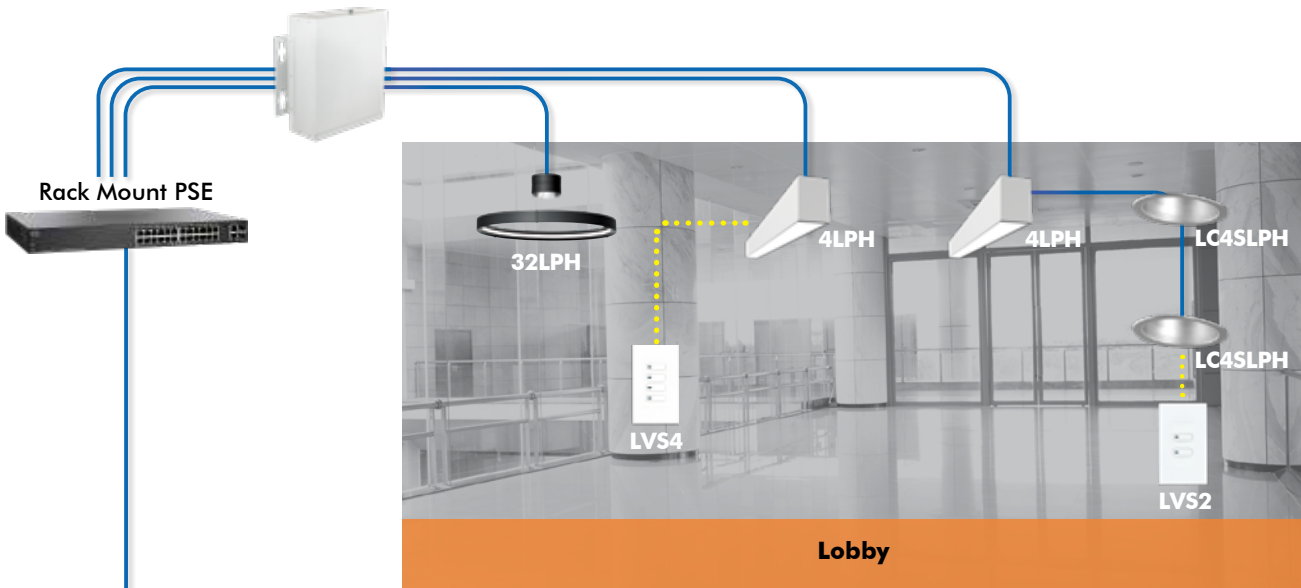 Rack Mount PSE
32LPH
4LPH
4LPH
LC4SLPH
LC4SLPH
LVS4
LVS2
Lobby